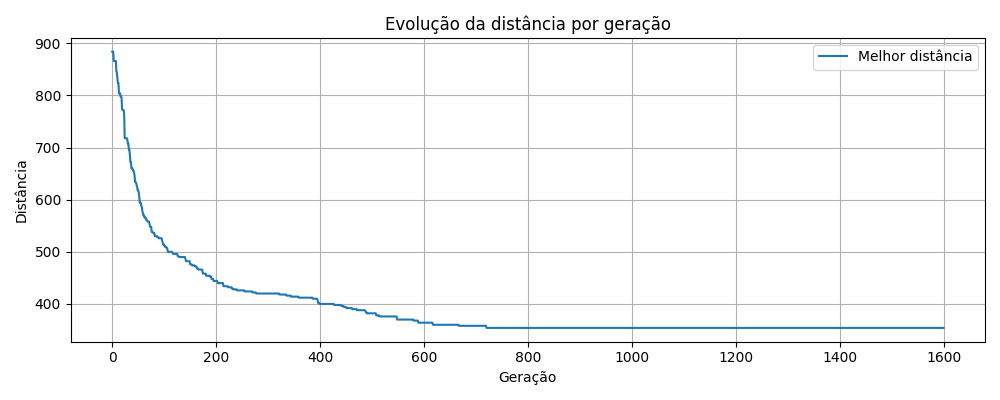 Evolução da distância por geração
Melhor distância
Distância
900
800
700
600
500
400
0 200 400 600 800 1000 1200 1400 1600
Geração